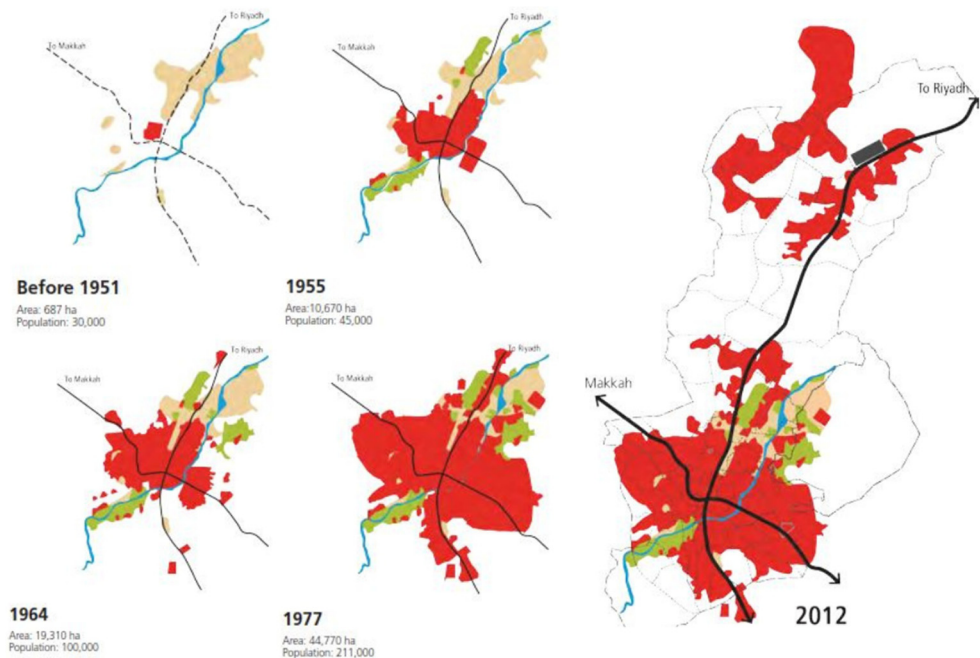 To Riyadh
To Makkah
Before 1951
Area: 687 ha
Population: 30,000
To Riyadh
To Makkah
1955
Area:10,670 ha
Population: 45,000
To Riyadh
To Makkah
1964
Area: 19,310 ha
Population: 100,000
To Riyadh
To Makkah
1977
Area: 44,770 ha
Population: 211,000
To Riyadh
Makkah
2012